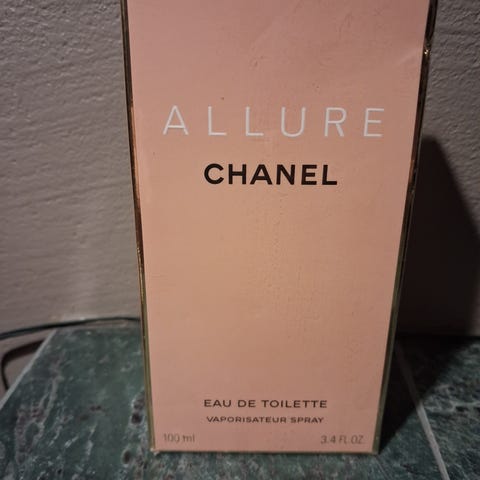 ALLURE
CHANEL
EAU DE TOILETTE
VAPORISATEUR SPRAY
100 ml 3.4 FL.OZ.